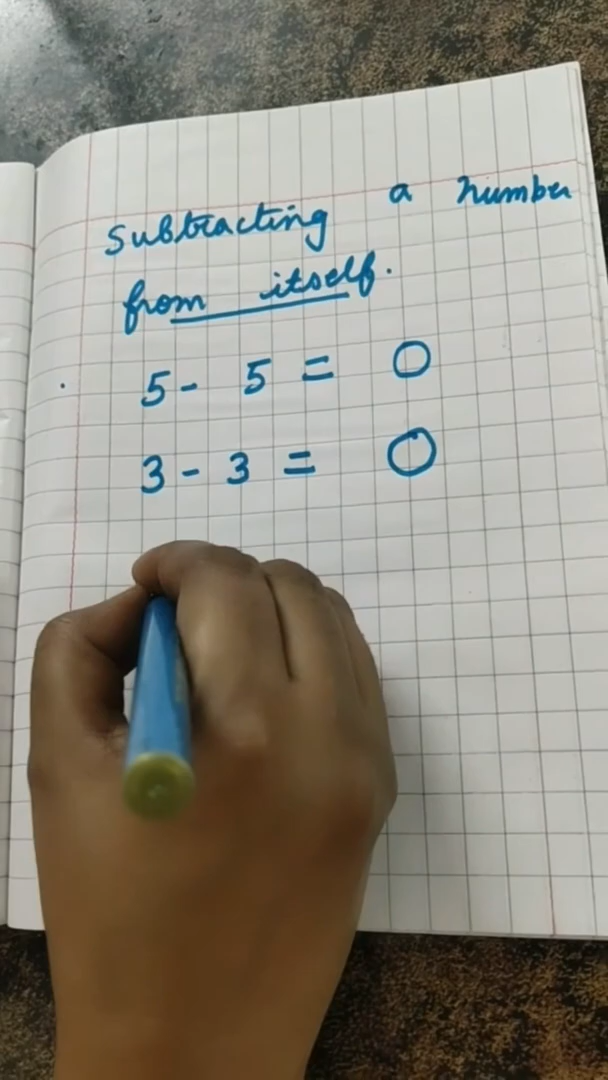 Subtracting a number
from itself.
5 - 5 = 0
3 - 3 = 0